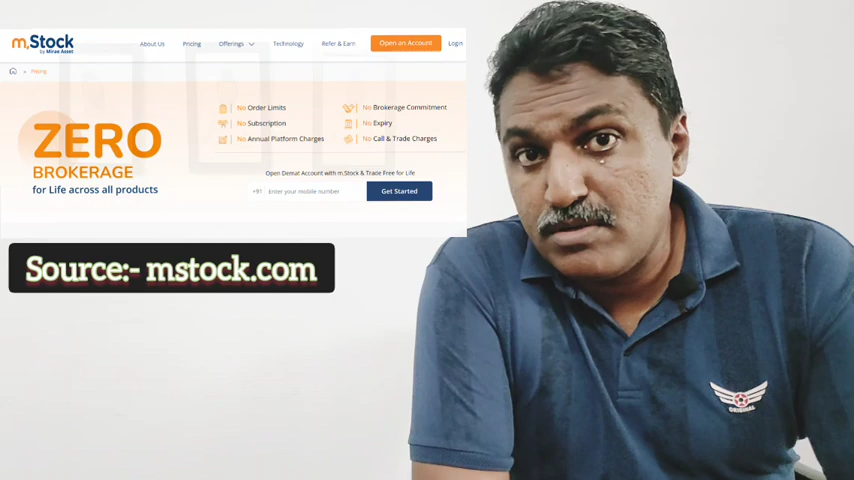 m.Stock
by Mirae Asset
About Us
Pricing
Offerings
Technology
Refer & Earn
Open an Account
Login
Pricing
ZERO
BROKERAGE
for Life across all products
No Order Limits
No Brokerage Commitment
No Subscription
No Expiry
No Annual Platform Charges
No Call & Trade Charges
Open Demat Account with m.Stock & Trade Free for Life
+91 Enter your mobile number
Get Started
Source:- mstock.com
ORIGINAL